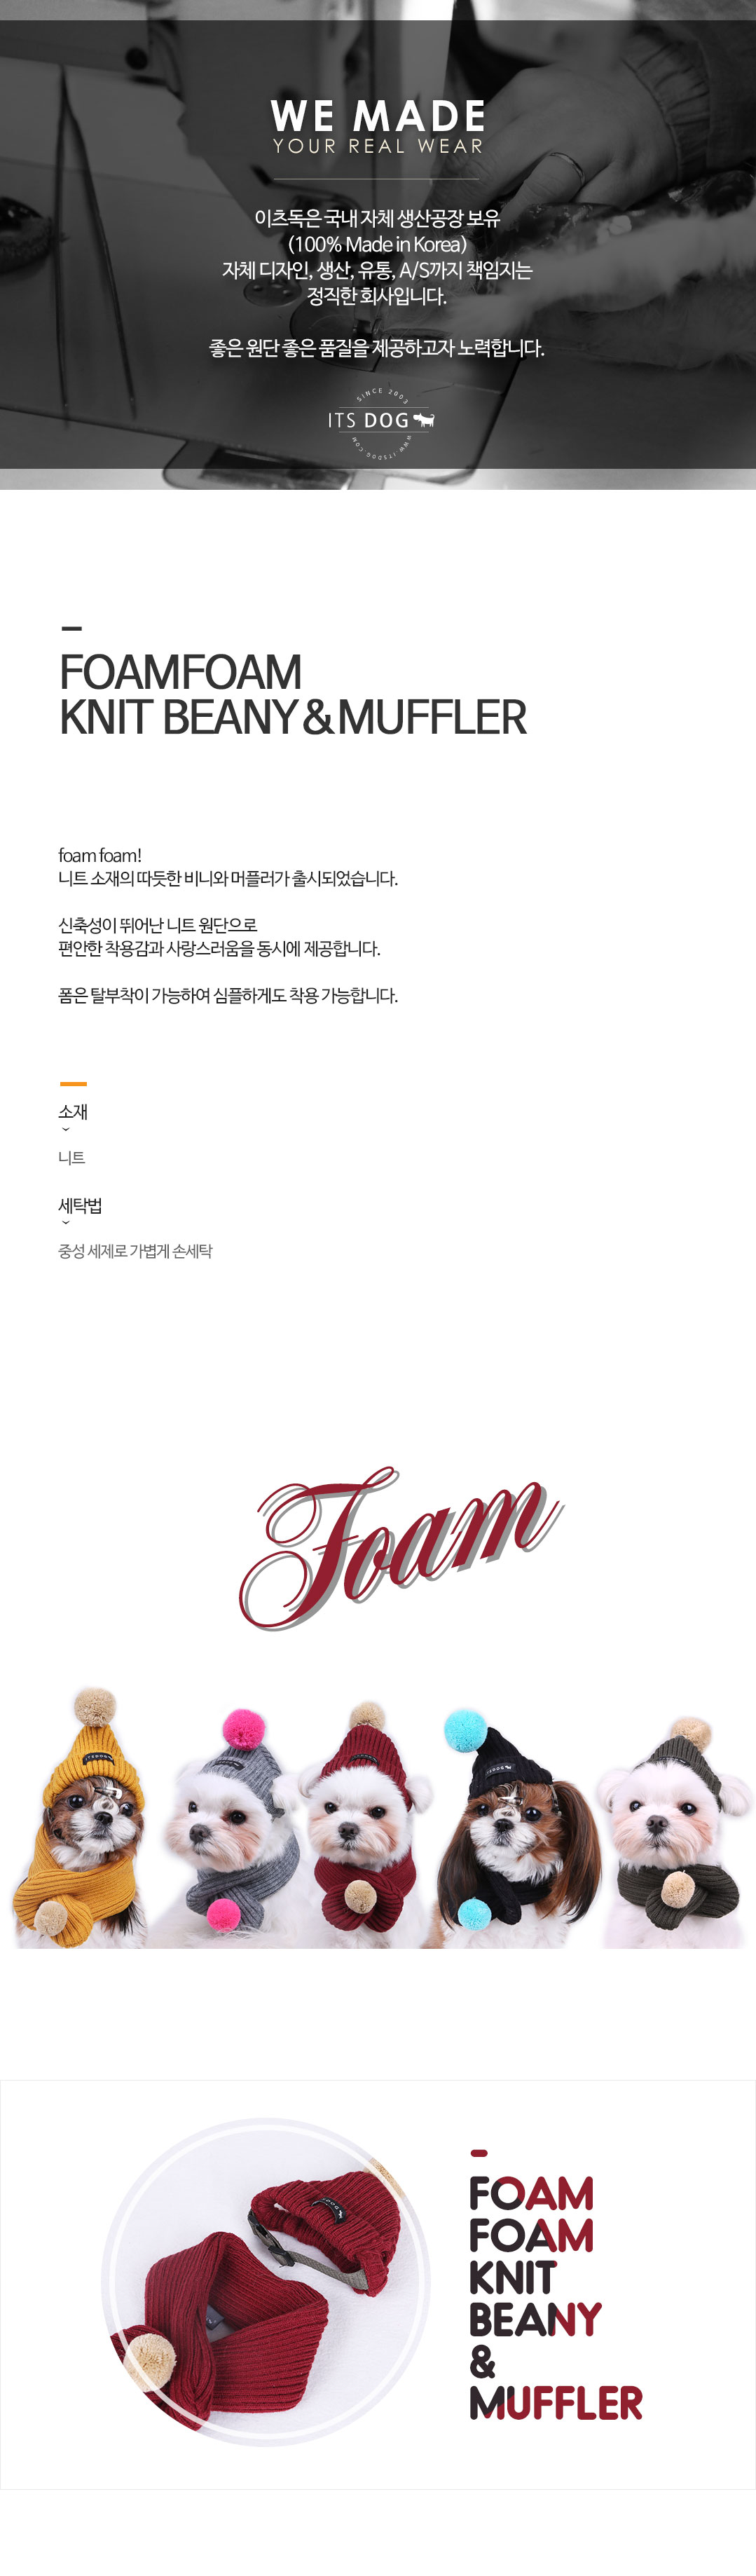 WE MADE
YOUR REAL WEAR
이츠독은 국내 자체 생산공장 보유
(100% Made in Korea)
자체 디자인, 생산, 유통, A/S까지 책임지는
정직한 회사입니다.
좋은 원단 좋은 품질을 제공하고자 노력합니다.
SINCE 2003
ITS DOG
WWW.ITSDOG.COM
FOAMFOAM
KNIT BEANY & MUFFLER
foam foam!
니트 소재의 따듯한 비니와 머플러가 출시되었습니다.
신축성이 뛰어난 니트 원단으로
편안한 착용감과 사랑스러움을 동시에 제공합니다.
폼은 탈부착이 가능하여 심플하게도 착용 가능합니다.
소재
니트
세탁법
중성 세제로 가볍게 손세탁
Foam
FOAM
FOAM
KNIT
BEANY
&
MUFFLER